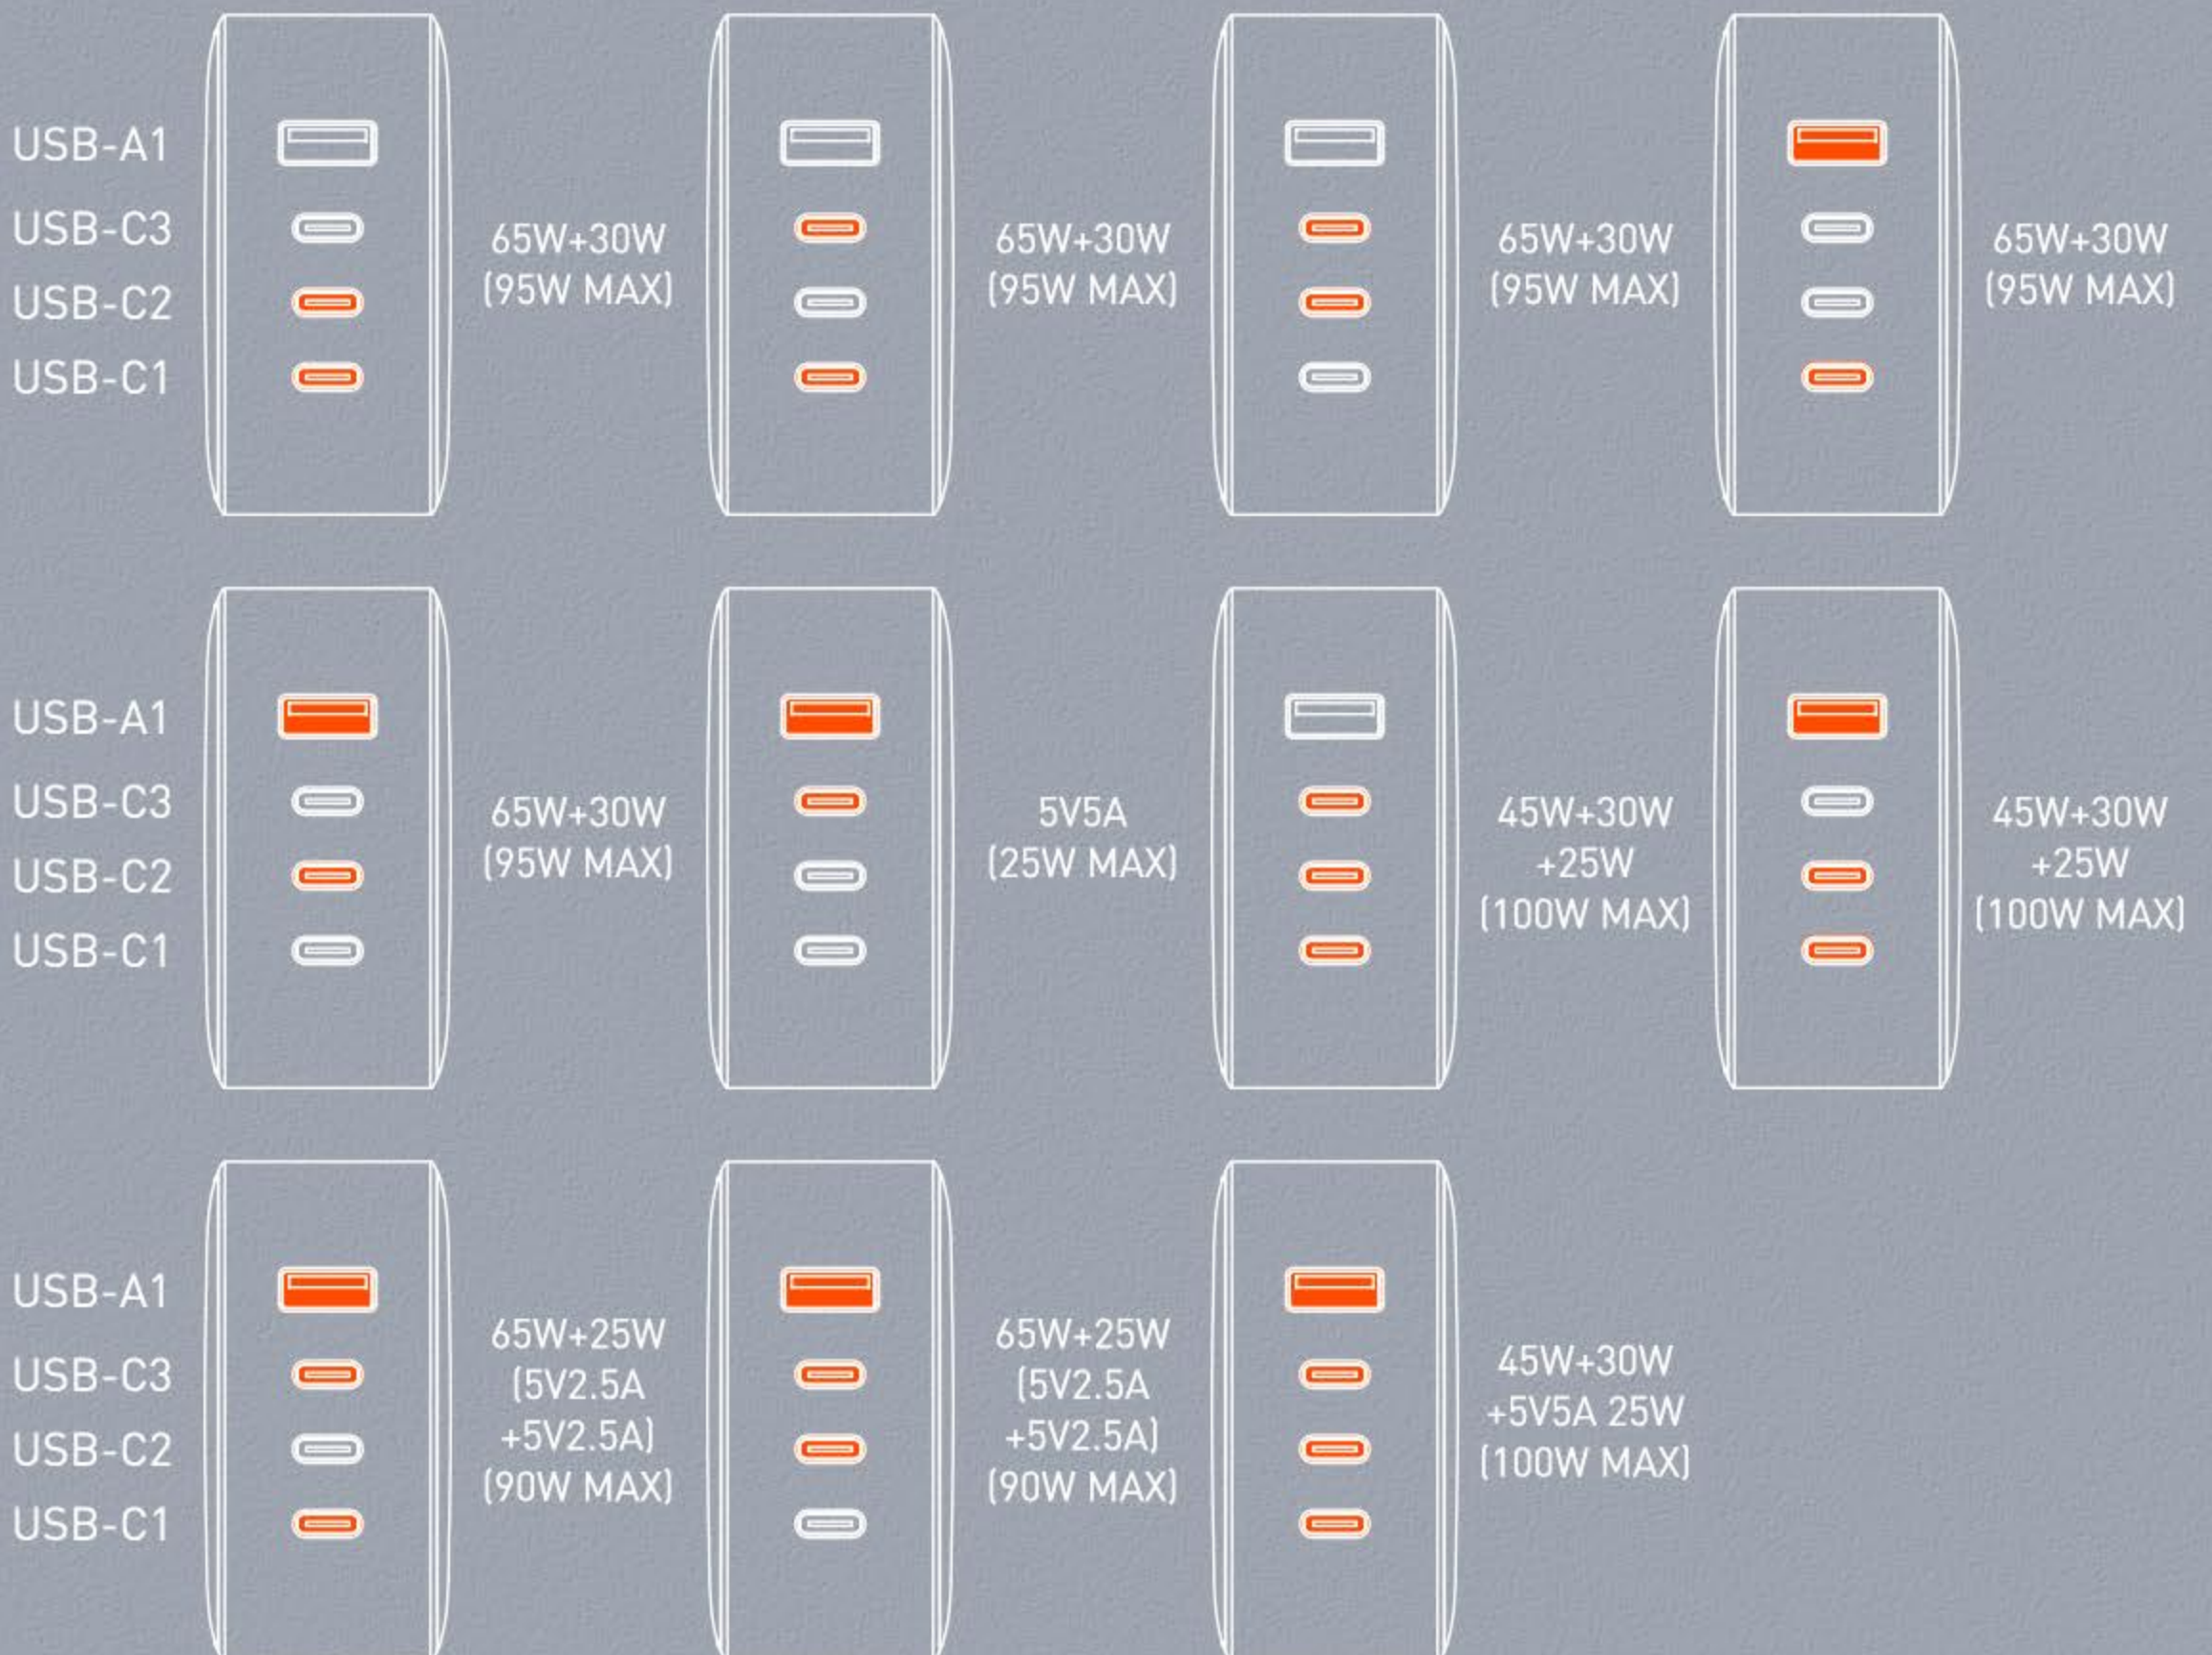 USB-A1
USB-C3
USB-C2
USB-C1
65W+30W
(95W MAX)
65W+30W
(95W MAX)
65W+30W
(95W MAX)
65W+30W
(95W MAX)
USB-A1
USB-C3
USB-C2
USB-C1
65W+30W
(95W MAX)
5V5A
(25W MAX)
45W+30W
+25W
(100W MAX)
45W+30W
+25W
(100W MAX)
USB-A1
USB-C3
USB-C2
USB-C1
65W+25W
(5V2.5A
+5V2.5A)
(90W MAX)
65W+25W
(5V2.5A
+5V2.5A)
(90W MAX)
45W+30W
+5V5A 25W
(100W MAX)